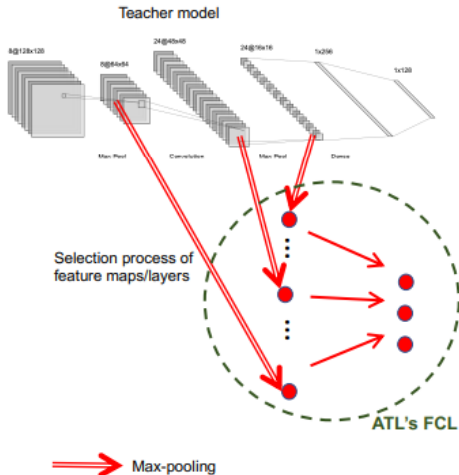 Teacher model
24@48x48
8@128x128
8@64x64
24@16x16
1x256
1x128
Max Pool
Convolution
Max Pool
Dense
Selection process of
feature maps/layers
ATL's FCL
Max-pooling